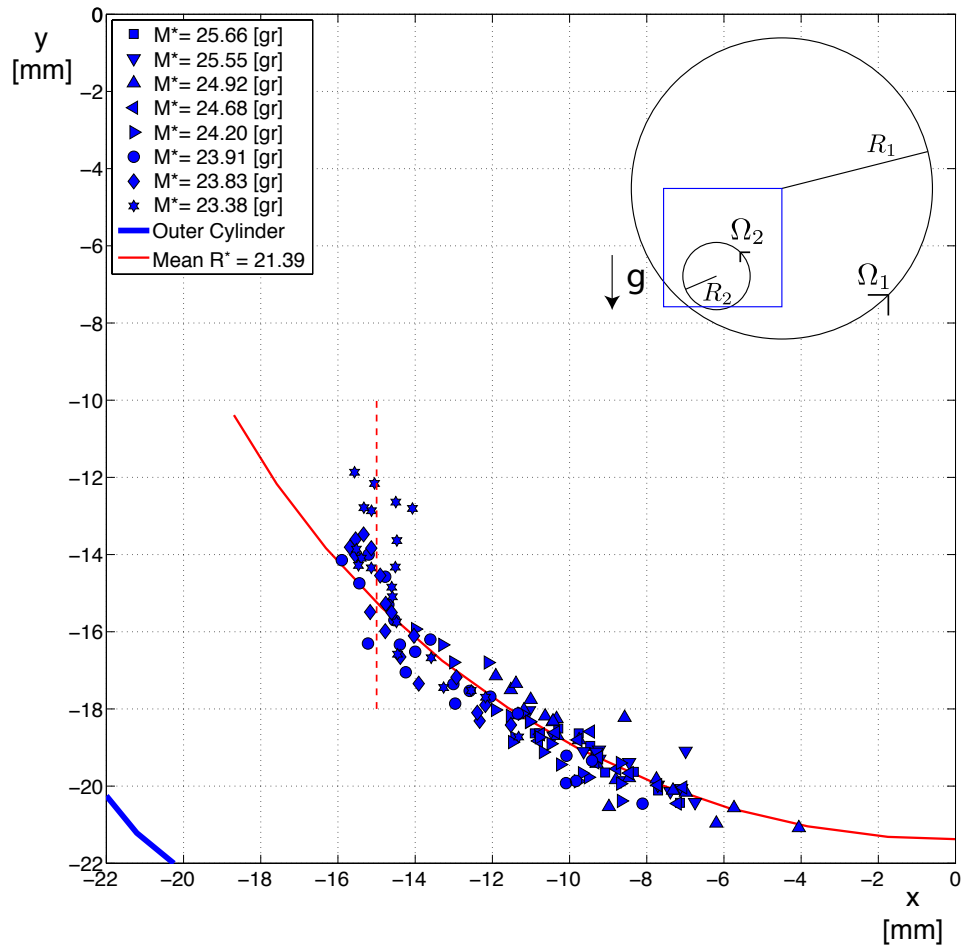 y
[mm]
M*= 25.66 [gr]
M*= 25.55 [gr]
M*= 24.92 [gr]
M*= 24.68 [gr]
M*= 24.20 [gr]
M*= 23.91 [gr]
M*= 23.83 [gr]
M*= 23.38 [gr]
Outer Cylinder
Mean R* = 21.39
R₁
Ω₂
R₂
Ω₁
g
0
−2
−4
−6
−8
−10
−12
−14
−16
−18
−20
−22
−22 −20 −18 −16 −14 −12 −10 −8 −6 −4 −2 0
x
[mm]